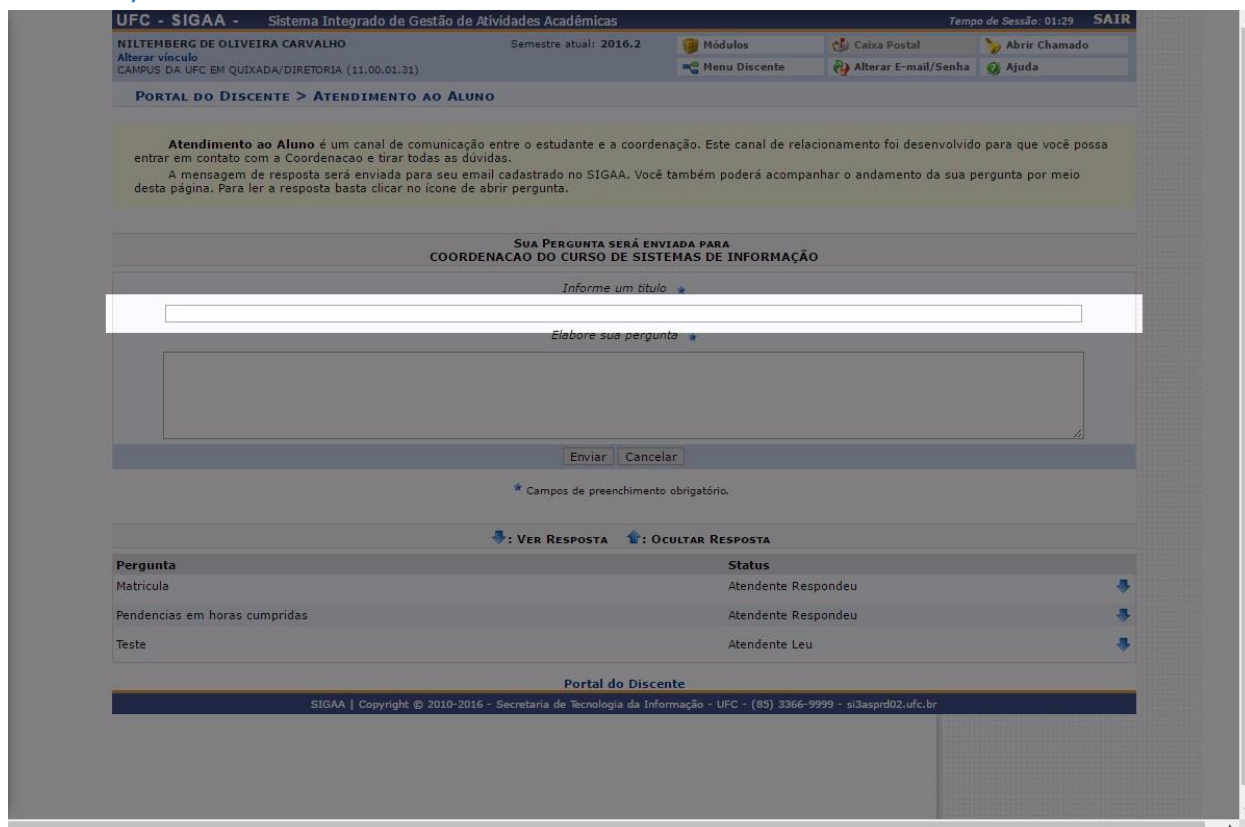 UFC - SIGAA - Sistema Integrado de Gestão de Atividades Acadêmicas Tempo de Sessão: 01:29 SAIR
NILTEMBERG DE OLIVEIRA CARVALHO Semestre atual: 2016.2 Módulos Caixa Postal Abrir Chamado
Alterar vínculo
CAMPUS DA UFC EM QUIXADA/DIRETORIA (11.00.01.31) Menu Discente Alterar E-mail/Senha Ajuda
PORTAL DO DISCENTE > ATENDIMENTO AO ALUNO
Atendimento ao Aluno é um canal de comunicação entre o estudante e a coordenação. Este canal de relacionamento foi desenvolvido para que você possa
entrar em contato com a Coordenacao e tirar todas as dúvidas.
A mensagem de resposta será enviada para seu email cadastrado no SIGAA. Você também poderá acompanhar o andamento da sua pergunta por meio
desta página. Para ler a resposta basta clicar no ícone de abrir pergunta.
SUA PERGUNTA SERÁ ENVIADA PARA
COORDENACAO DO CURSO DE SISTEMAS DE INFORMAÇÃO
Informe um titulo
Elabore sua pergunta
Enviar Cancelar
* Campos de preenchimento obrigatório.
: VER RESPOSTA : OCULTAR RESPOSTA
Pergunta Status
Matricula Atendente Respondeu
Pendencias em horas cumpridas Atendente Respondeu
Teste Atendente Leu
Portal do Discente
SIGAA | Copyright © 2010-2016 - Secretaria de Tecnologia da Informação - UFC - (85) 3366-9999 - si3asprd02.ufc.br